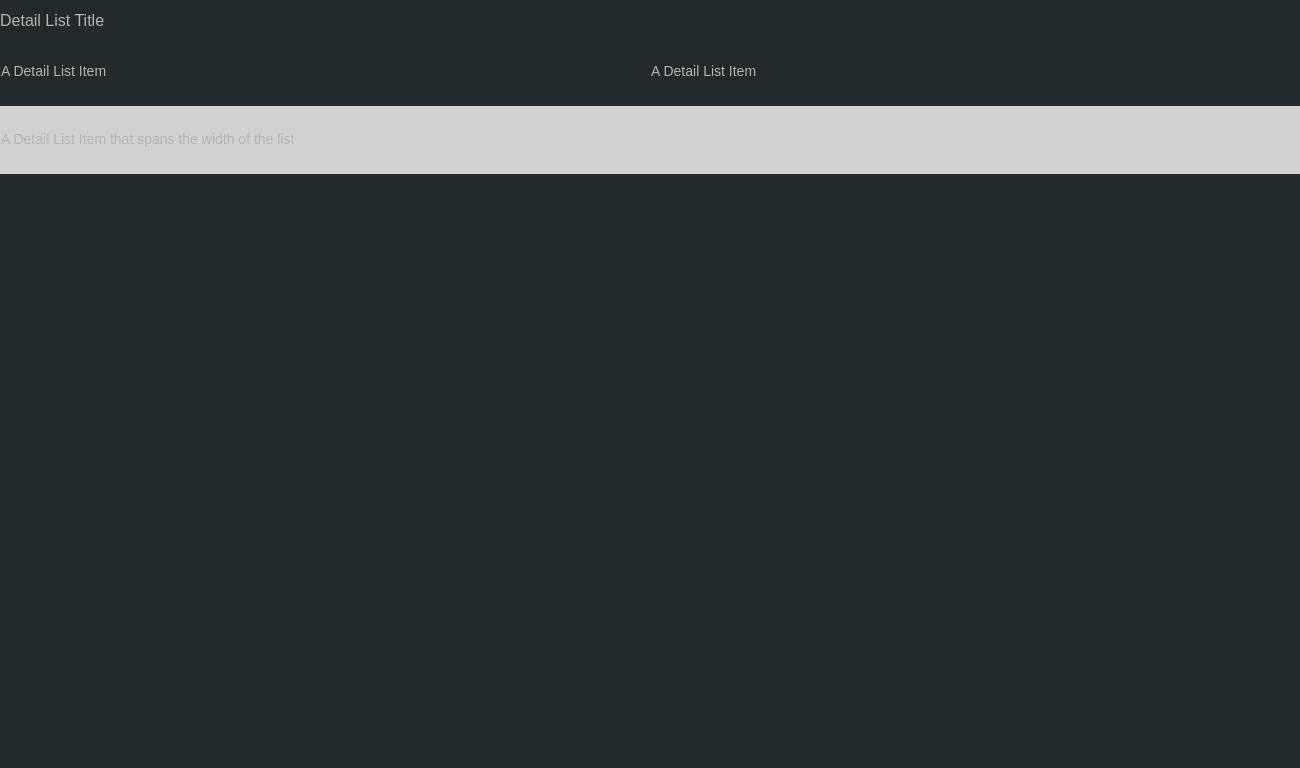 Detail List Title
A Detail List Item
A Detail List Item
A Detail List Item that spans the width of the list